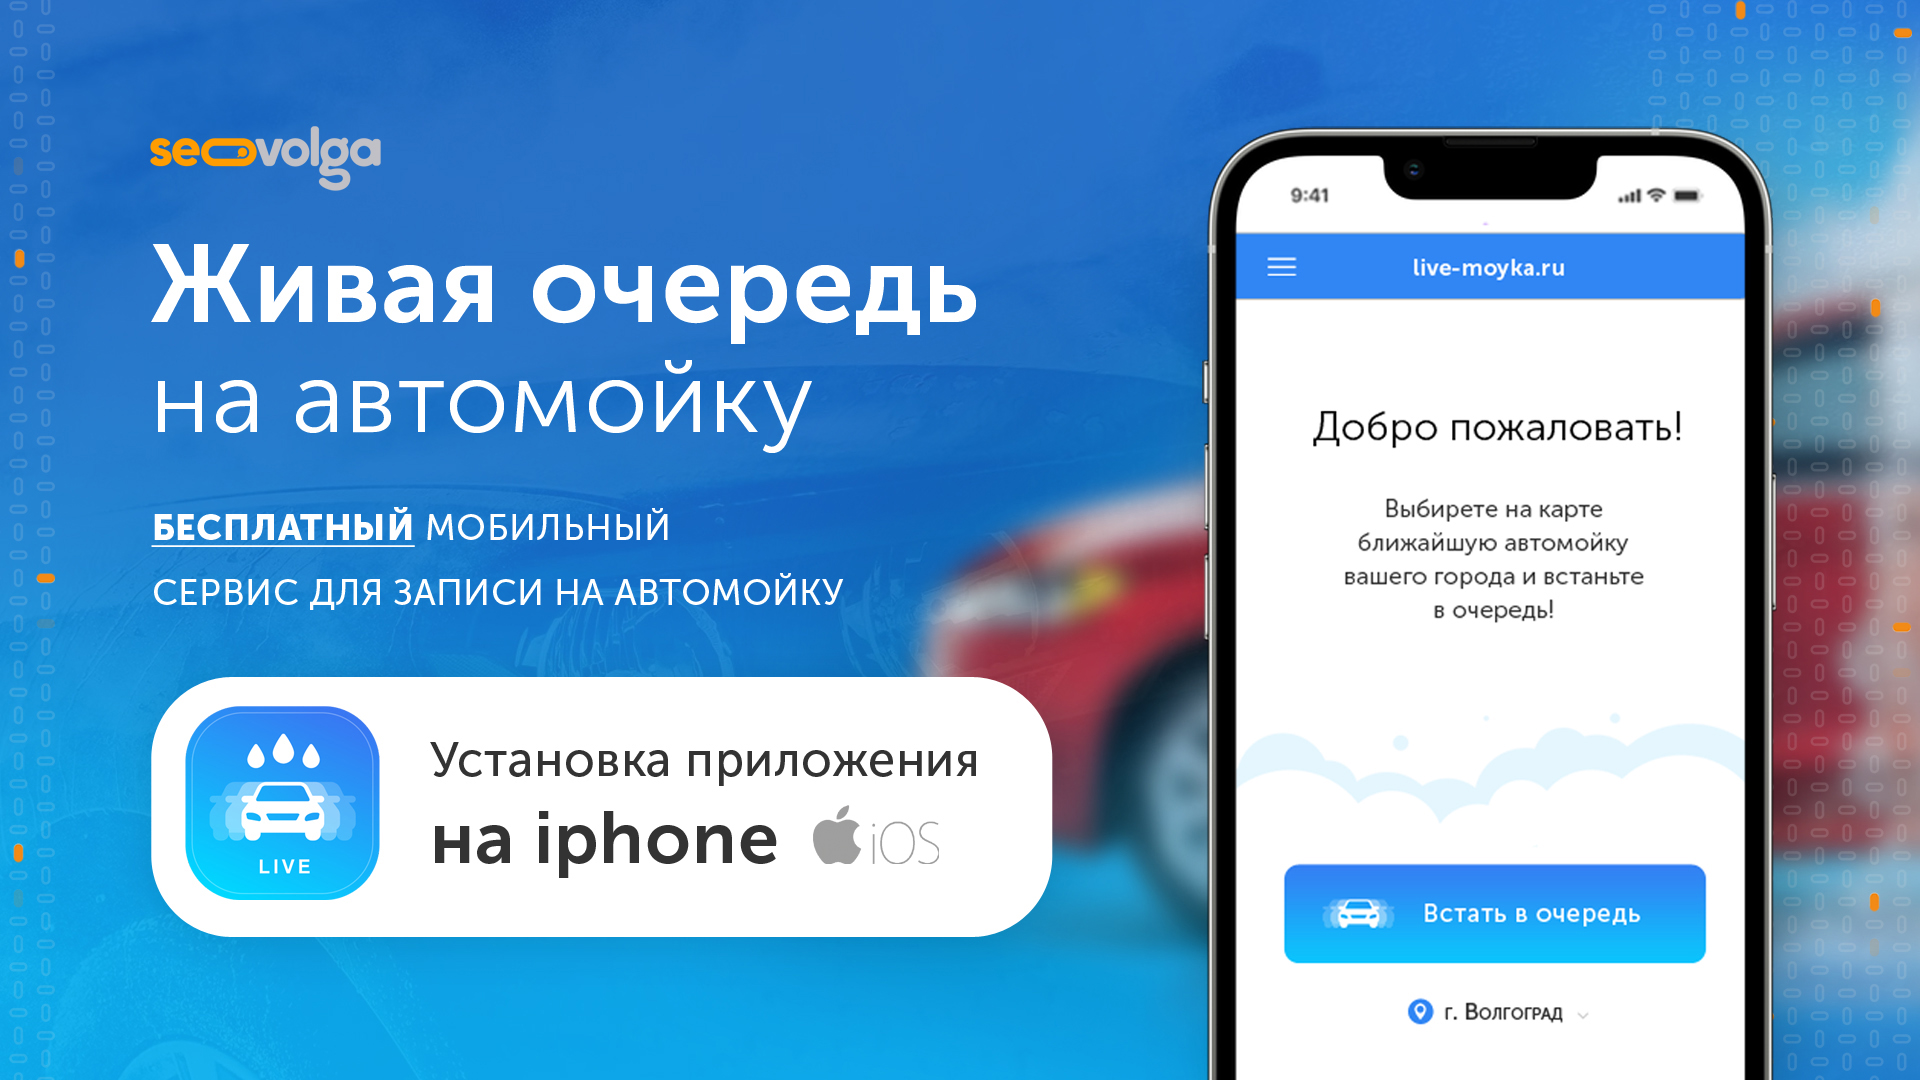 seovolga
Живая очередь
на автомойку
БЕСПЛАТНЫЙ МОБИЛЬНЫЙ
СЕРВИС ДЛЯ ЗАПИСИ НА АВТОМОЙКУ
LIVE
Установка приложения
на iphone iOS
9:41
live-moyka.ru
Добро пожаловать!
Выбирете на карте
ближайшую автомойку
вашего города и встаньте
в очередь!
Встать в очередь
г. Волгоград